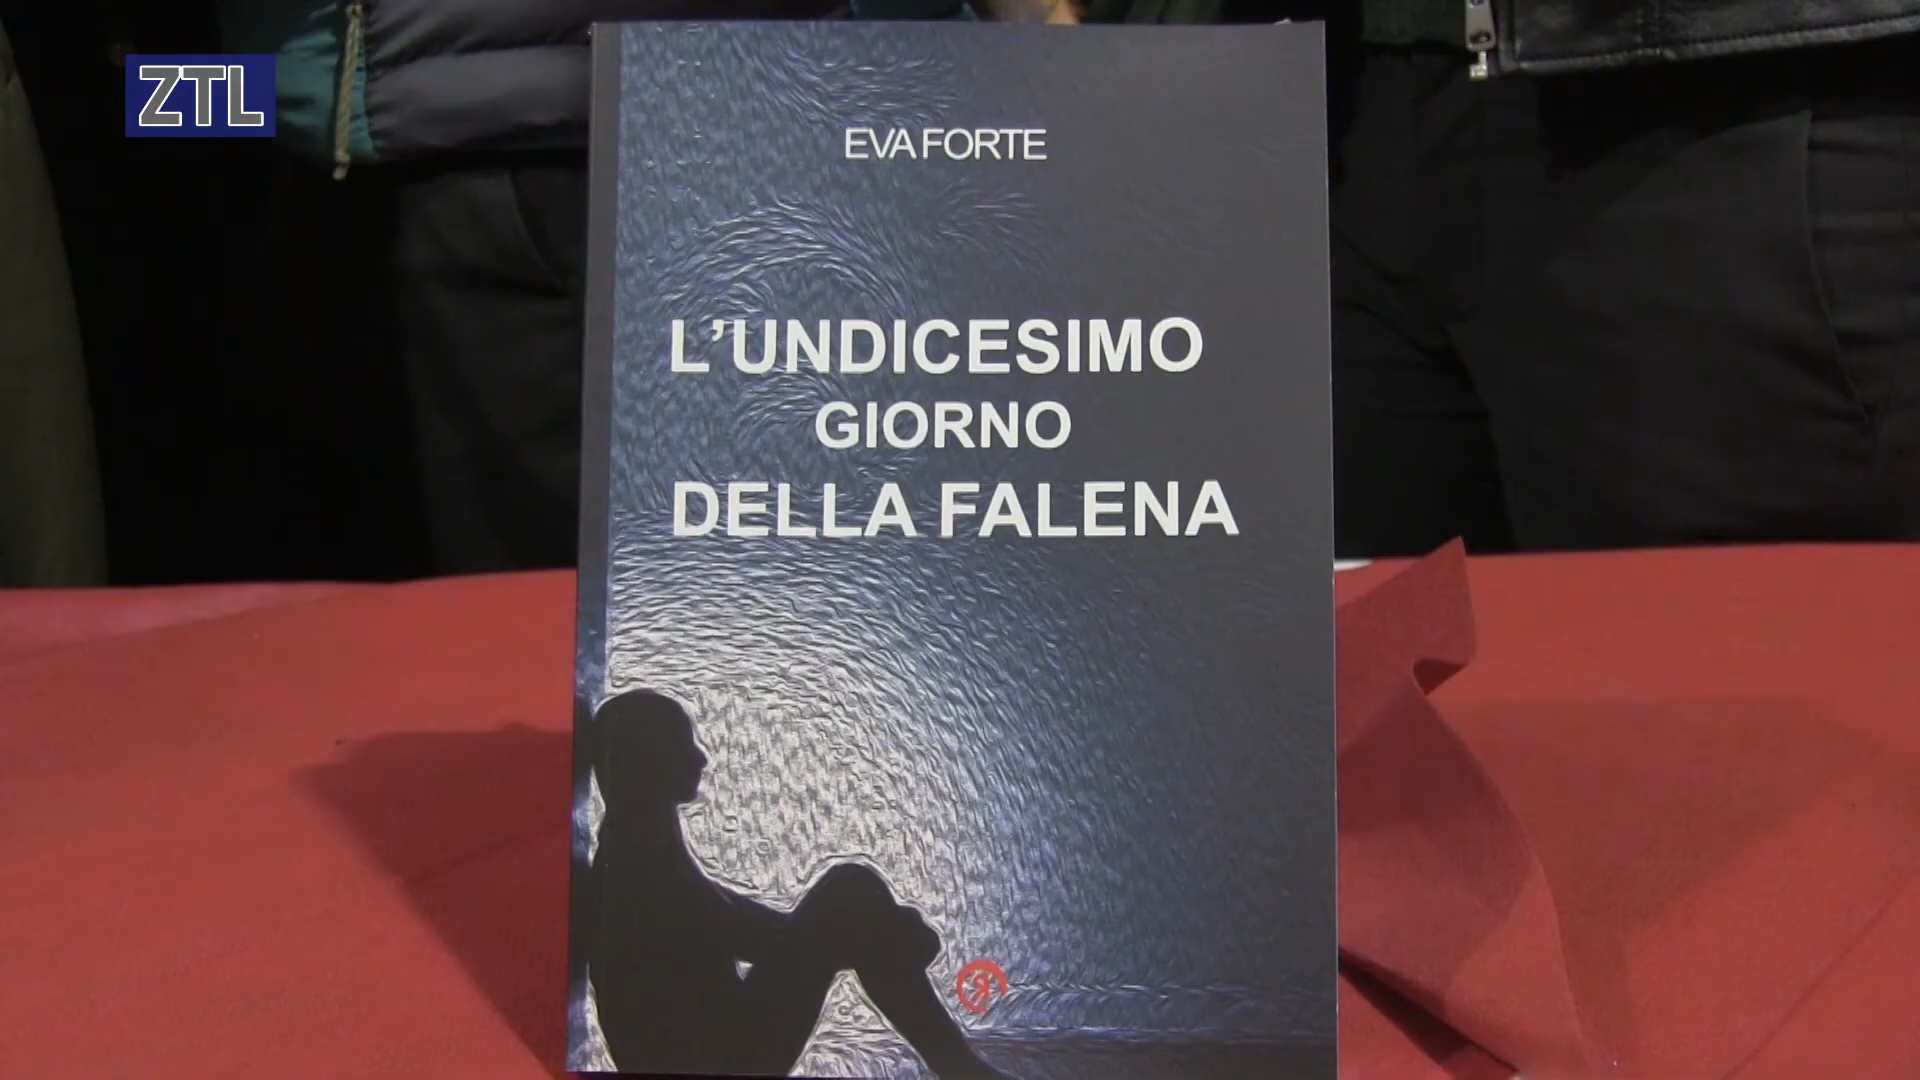 ZTL
EVA FORTE
L'UNDICESIMO
GIORNO
DELLA FALENA